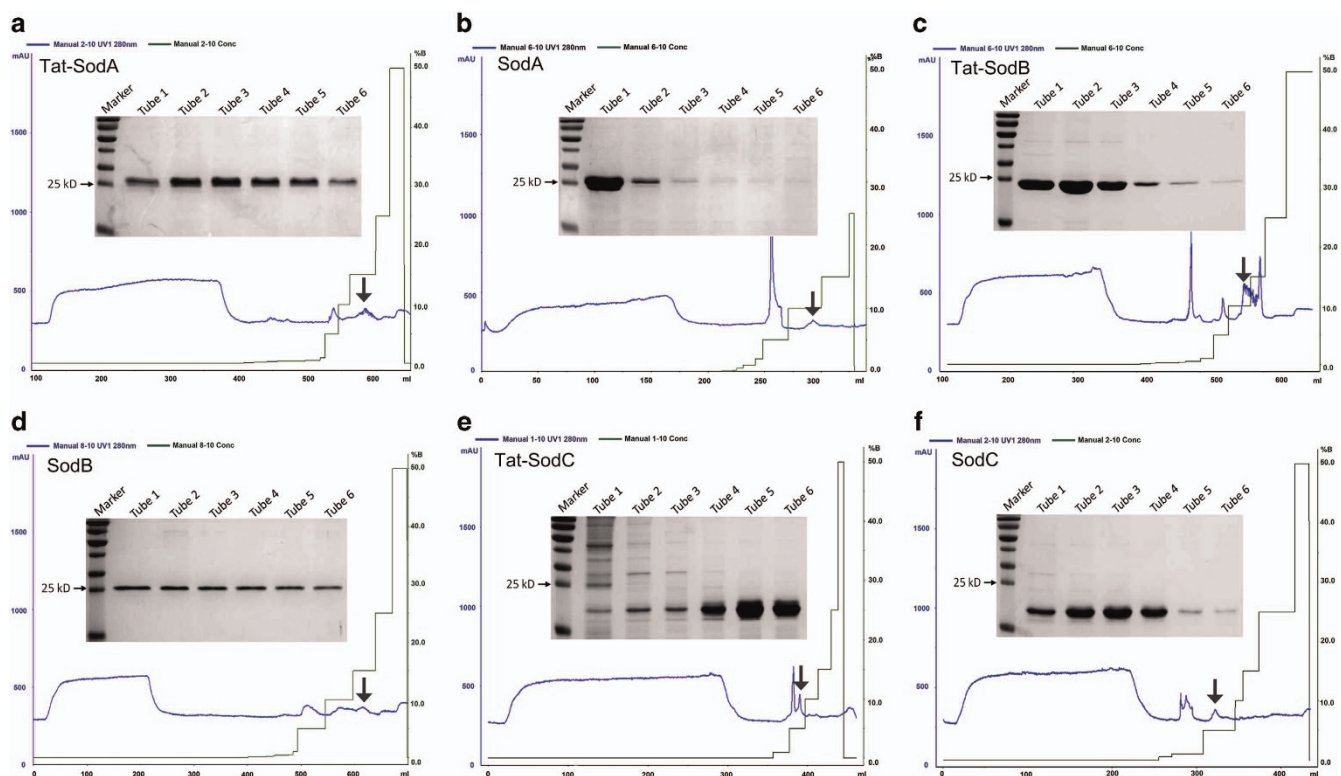 a
Manual 2-10 UV1 280nm Manual 2-10 Conc
mAU %B
Tat-SodA
Marker Tube 1 Tube 2 Tube 3 Tube 4 Tube 5 Tube 6
25 kD
1500
1000
500
0
50.0
40.0
30.0
20.0
10.0
0.0
100 200 300 400 500 600 ml
b
Manual 6-10 UV1 280nm Manual 6-10 Conc
mAU
SodA
Marker Tube 1 Tube 2 Tube 3 Tube 4 Tube 5 Tube 6
25 kD
1500
1000
500
0
50.0
40.0
30.0
20.0
10.0
0.0
0 50 100 150 200 250 300 ml
c
Manual 6-10 UV1 280nm Manual 6-10 Conc
mAU %B
Tat-SodB
Marker Tube 1 Tube 2 Tube 3 Tube 4 Tube 5 Tube 6
25 kD
1500
1000
500
0
50.0
40.0
30.0
20.0
10.0
0.0
100 200 300 400 500 600 ml
d
Manual 8-10 UV1 280nm Manual 8-10 Conc
mAU %B
SodB
Marker Tube 1 Tube 2 Tube 3 Tube 4 Tube 5 Tube 6
25 kD
1500
1000
500
0
50.0
40.0
30.0
20.0
10.0
0.0
0 100 200 300 400 500 600 ml
e
Manual 1-10 UV1 280nm Manual 1-10 Conc
mAU %B
Tat-SodC
Marker Tube 1 Tube 2 Tube 3 Tube 4 Tube 5 Tube 6
25 kD
1500
1000
500
0
50.0
40.0
30.0
20.0
10.0
0.0
0 100 200 300 400 ml
f
Manual 2-10 UV1 280nm Manual 2-10 Conc
mAU %B
SodC
Marker Tube 1 Tube 2 Tube 3 Tube 4 Tube 5 Tube 6
25 kD
1500
1000
500
0
50.0
40.0
30.0
20.0
10.0
0.0
0 100 200 300 400 ml